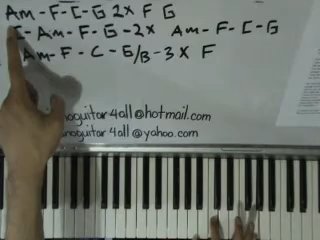 Am - F - C - G 2x F G
C - Am - F - G - 2x Am - F - C - G
Am - F - C - G/B - 3x F
noguitar4all@hotmail.com
noguitar4all@yahoo.com